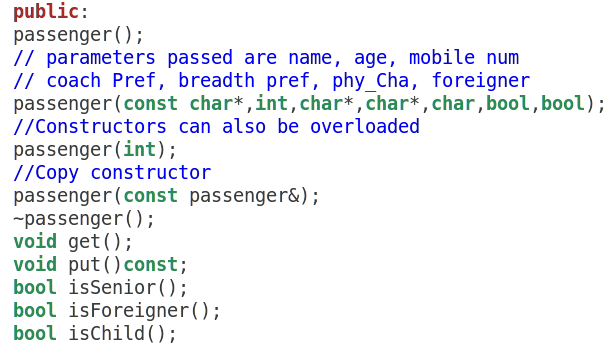 public:
passenger();
// parameters passed are name, age, mobile num
// coach Pref, breadth pref, phy_Cha, foreigner
passenger(const char*,int,char*,char*,char,bool,bool);
//Constructors can also be overloaded
passenger(int);
//Copy constructor
passenger(const passenger&);
~passenger();
void get();
void put()const;
bool isSenior();
bool isForeigner();
bool isChild();